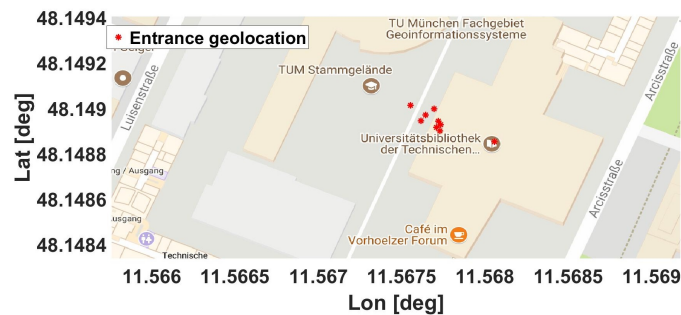 48.1494
48.1492
48.149
48.1488
48.1486
48.1484
Lat [deg]
Entrance geolocation
TU München Fachgebiet
Geoinformationssysteme
TUM Stammgelände
Luisenstraße
Arcisstraße
Universitätsbibliothek
der Technischen...
ng / Ausgang
Ausgang
Arcisstraße
Café im
Vorhoelzer Forum
Technische
11.566
11.5665
11.567
11.5675
11.568
11.5685
11.569
Lon [deg]